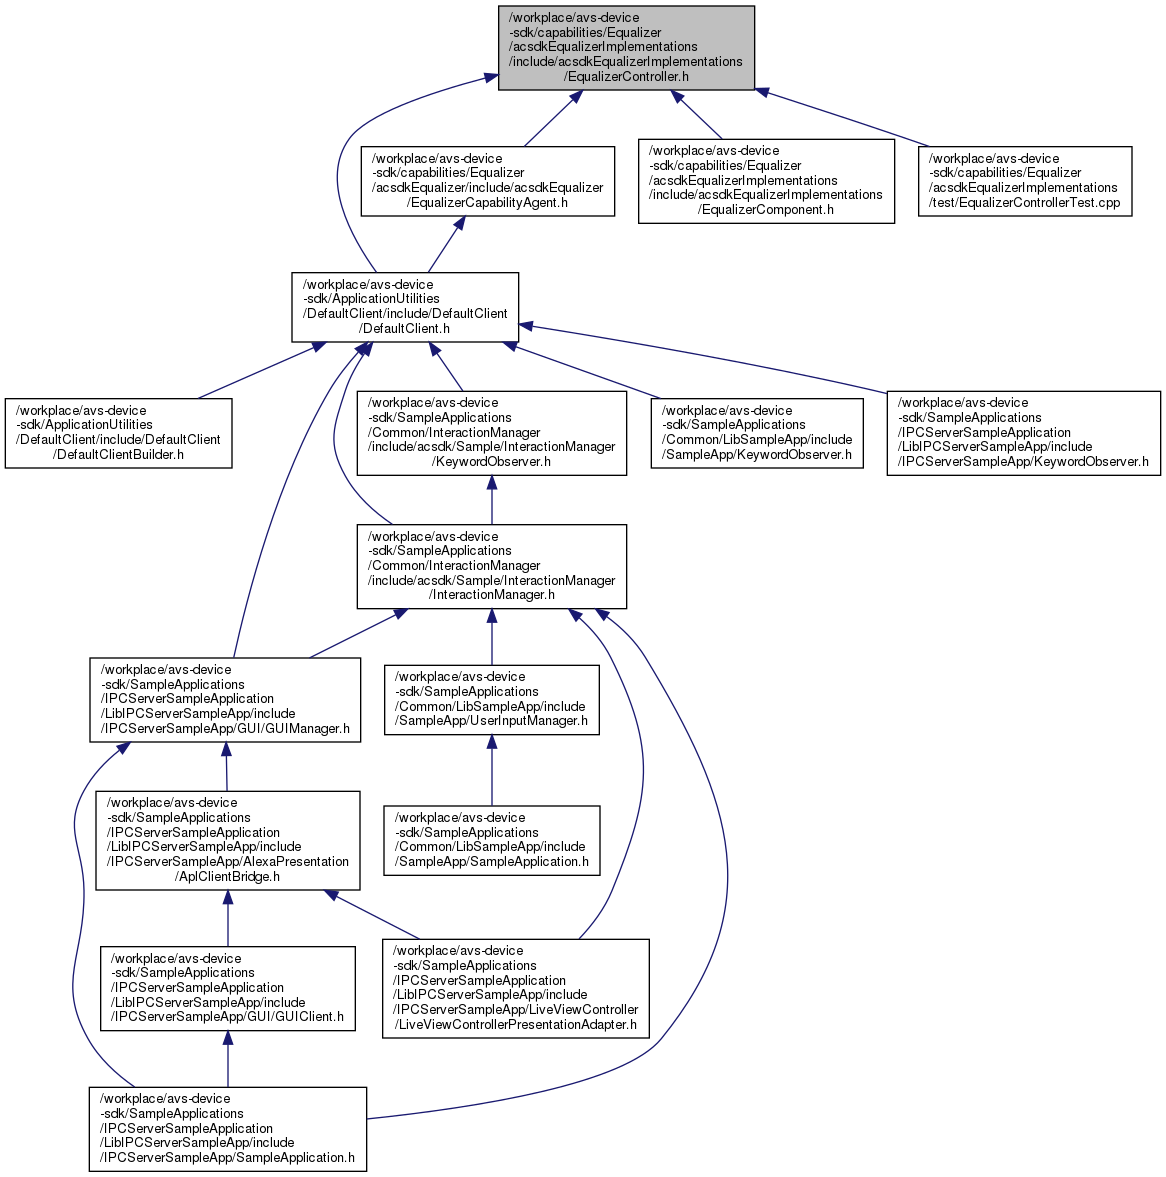 /workplace/avs-device
-sdk/capabilities/Equalizer
/acsdkEqualizerImplementations
/include/acsdkEqualizerImplementations
/EqualizerController.h
/workplace/avs-device
-sdk/capabilities/Equalizer
/acsdkEqualizer/include/acsdkEqualizer
/EqualizerCapabilityAgent.h
/workplace/avs-device
-sdk/capabilities/Equalizer
/acsdkEqualizerImplementations
/include/acsdkEqualizerImplementations
/EqualizerComponent.h
/workplace/avs-device
-sdk/capabilities/Equalizer
/acsdkEqualizerImplementations
/test/EqualizerControllerTest.cpp
/workplace/avs-device
-sdk/ApplicationUtilities
/DefaultClient/include/DefaultClient
/DefaultClient.h
/workplace/avs-device
-sdk/ApplicationUtilities
/DefaultClient/include/DefaultClient
/DefaultClientBuilder.h
/workplace/avs-device
-sdk/SampleApplications
/Common/InteractionManager
/include/acsdk/Sample/InteractionManager
/KeywordObserver.h
/workplace/avs-device
-sdk/SampleApplications
/Common/LibSampleApp/include
/SampleApp/KeywordObserver.h
/workplace/avs-device
-sdk/SampleApplications
/IPCServerSampleApplication
/LibIPCServerSampleApp/include
/IPCServerSampleApp/KeywordObserver.h
/workplace/avs-device
-sdk/SampleApplications
/Common/InteractionManager
/include/acsdk/Sample/InteractionManager
/InteractionManager.h
/workplace/avs-device
-sdk/SampleApplications
/IPCServerSampleApplication
/LibIPCServerSampleApp/include
/IPCServerSampleApp/GUI/GUIManager.h
/workplace/avs-device
-sdk/SampleApplications
/Common/LibSampleApp/include
/SampleApp/UserInputManager.h
/workplace/avs-device
-sdk/SampleApplications
/IPCServerSampleApplication
/LibIPCServerSampleApp/include
/IPCServerSampleApp/AlexaPresentation
/AplClientBridge.h
/workplace/avs-device
-sdk/SampleApplications
/Common/LibSampleApp/include
/SampleApp/SampleApplication.h
/workplace/avs-device
-sdk/SampleApplications
/IPCServerSampleApplication
/LibIPCServerSampleApp/include
/IPCServerSampleApp/GUI/GUIClient.h
/workplace/avs-device
-sdk/SampleApplications
/IPCServerSampleApplication
/LibIPCServerSampleApp/include
/IPCServerSampleApp/LiveViewController
/LiveViewControllerPresentationAdapter.h
/workplace/avs-device
-sdk/SampleApplications
/IPCServerSampleApplication
/LibIPCServerSampleApp/include
/IPCServerSampleApp/SampleApplication.h